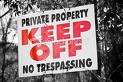 PRIVATE PROPERTY
KEEP
OFF
NO TRESPASSING